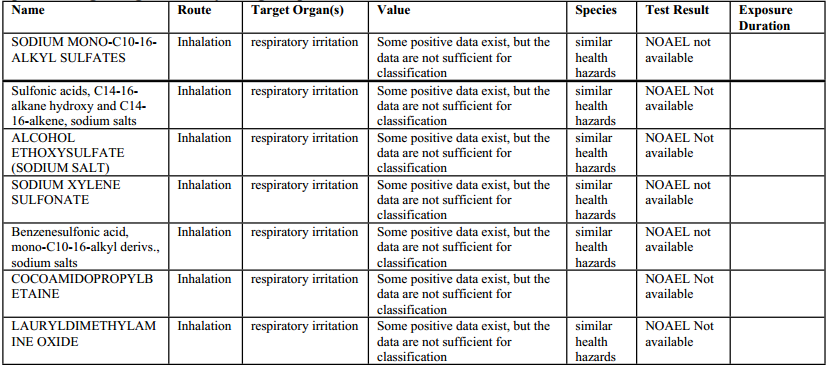 Name Route Target Organ(s) Value Species Test Result Exposure
Duration
SODIUM MONO-C10-16- Inhalation respiratory irritation Some positive data exist, but the similar NOAEL not
ALKYL SULFATES data are not sufficient for health available
classification hazards
Sulfonic acids, C14-16- Inhalation respiratory irritation Some positive data exist, but the similar NOAEL Not
alkane hydroxy and C14- data are not sufficient for health available
16-alkene, sodium salts classification hazards
ALCOHOL Inhalation respiratory irritation Some positive data exist, but the similar NOAEL Not
ETHOXYSULFATE data are not sufficient for health available
(SODIUM SALT) classification hazards
SODIUM XYLENE Inhalation respiratory irritation Some positive data exist, but the similar NOAEL not
SULFONATE data are not sufficient for health available
classification hazards
Benzenesulfonic acid, Inhalation respiratory irritation Some positive data exist, but the similar NOAEL not
mono-C10-16-alkyl derivs., data are not sufficient for health available
sodium salts classification hazards
COCOAMIDOPROPYLB Inhalation respiratory irritation Some positive data exist, but the NOAEL Not
ETAINE data are not sufficient for available
classification
LAURYLDIMETHYLAM Inhalation respiratory irritation Some positive data exist, but the similar NOAEL Not
INE OXIDE data are not sufficient for health available
classification hazards